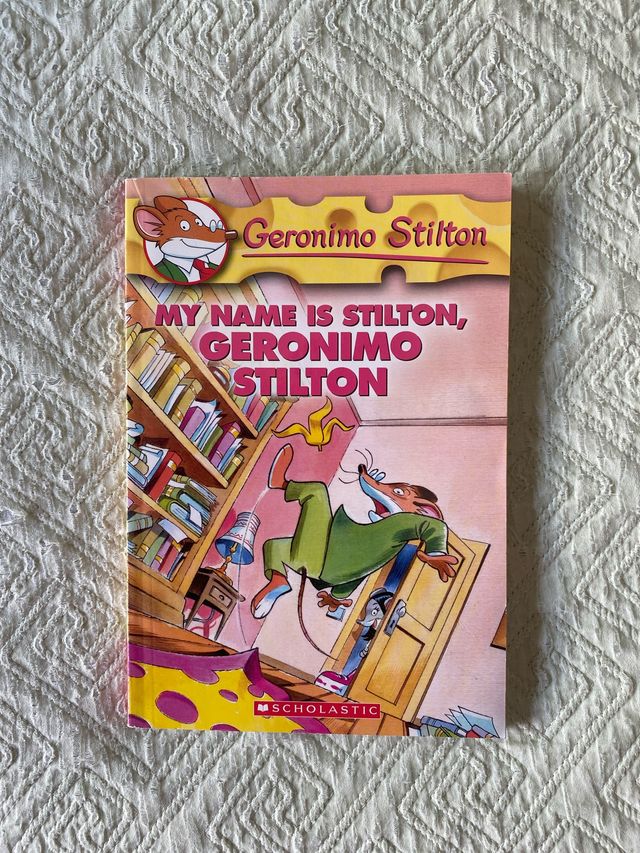 Geronimo Stilton
MY NAME IS STILTON,
GERONIMO
STILTON
SCHOLASTIC